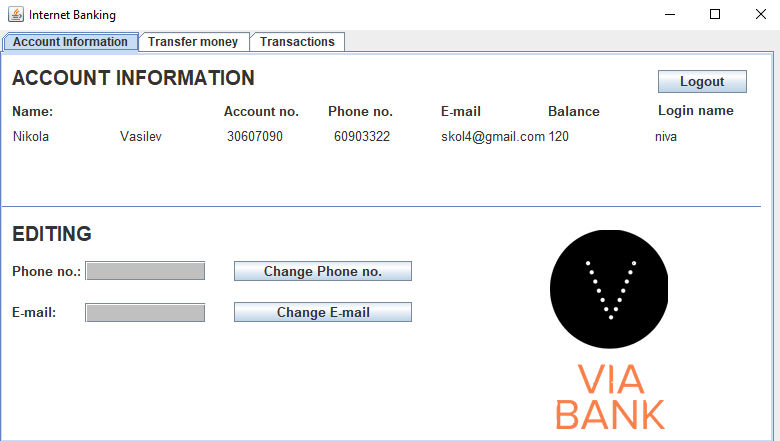 Internet Banking
Account Information Transfer money Transactions
ACCOUNT INFORMATION
Logout
Name: Account no. Phone no. E-mail Balance Login name
Nikola Vasilev 30607090 60903322 skol4@gmail.com 120 niva
EDITING
Phone no.: Change Phone no.
E-mail: Change E-mail
V
VIA
BANK